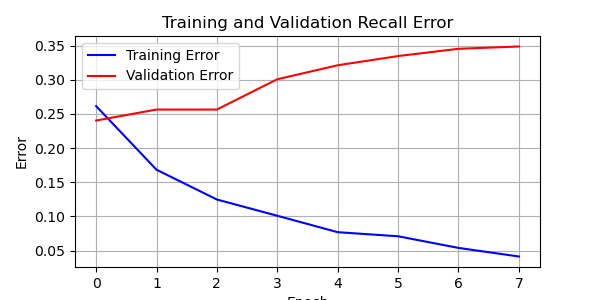 Training and Validation Recall Error
Training Error
Validation Error
Error
0.35
0.30
0.25
0.20
0.15
0.10
0.05
0 1 2 3 4 5 6 7
Epoch